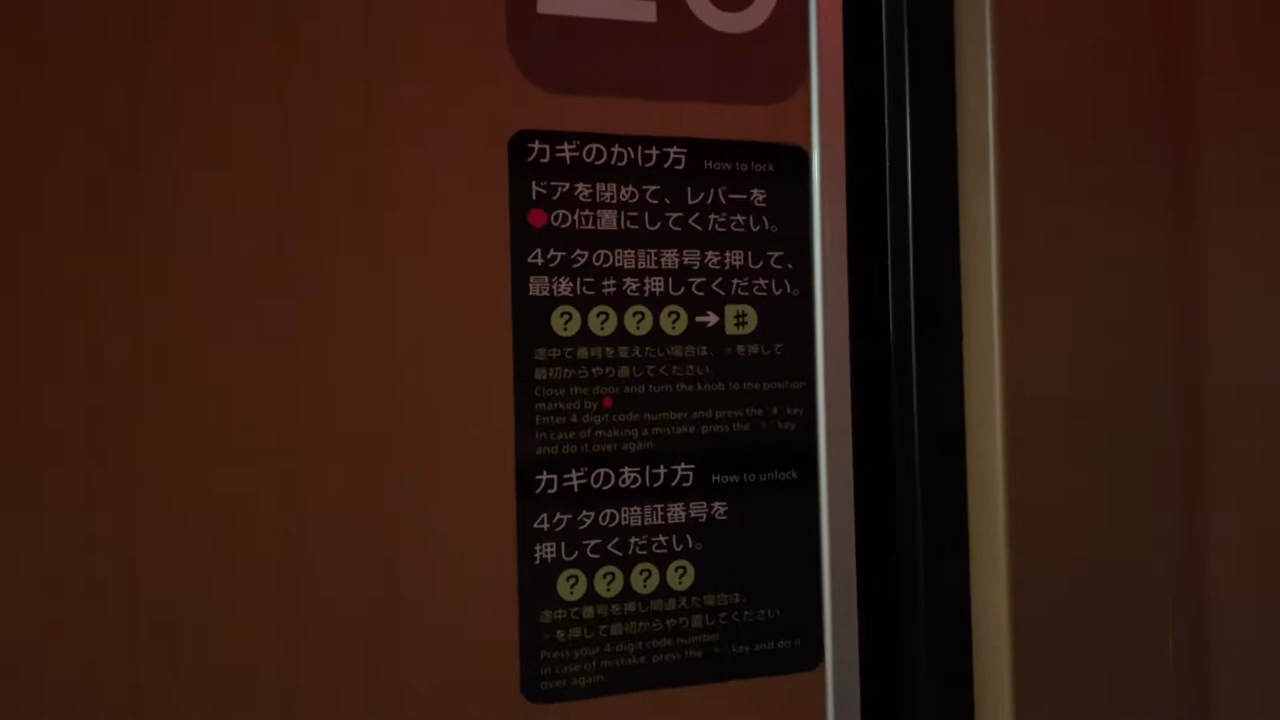 カギのかけ方 How to lock
ドアを閉めて、レバーを
●の位置にしてください。
4ケタの暗証番号を押して、
最後に#を押してください。
? ? ? ? → #
途中で番号を変えたい場合は、*を押して
最初からやり直してください。
Close the door and turn the knob to the position
marked by ●
Enter 4-digit code number and press the "#" key
In case of making a mistake, press the "*" key
and do it over again.
カギのあけ方 How to unlock
4ケタの暗証番号を
押してください。
? ? ? ?
途中で番号を押し間違えた場合は、
*を押して最初からやり直してください
Press your 4-digit code number
In case of mistake, press the "*" key and do it
over again.